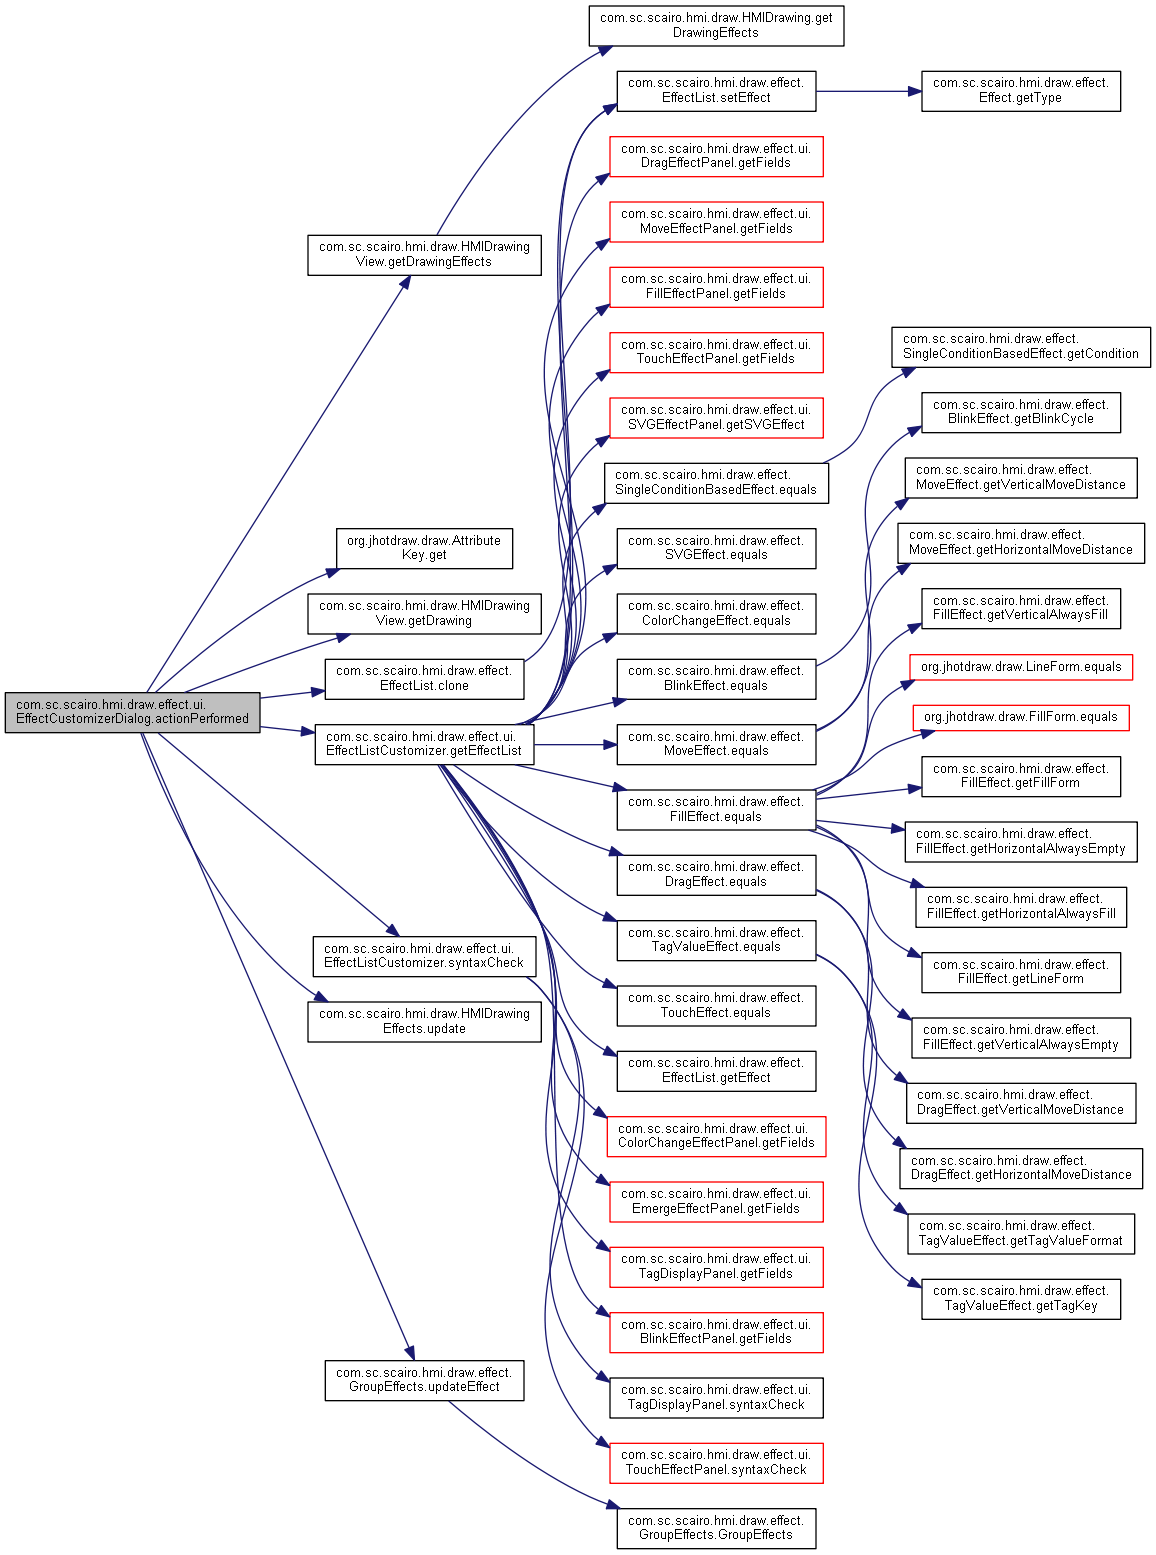 com.sc.scairo.hmi.draw.effect.ui.
EffectCustomizerDialog.actionPerformed
com.sc.scairo.hmi.draw.HMIDrawing
View.getDrawingEffects
org.jhotdraw.draw.Attribute
Key.get
com.sc.scairo.hmi.draw.HMIDrawing
View.getDrawing
com.sc.scairo.hmi.draw.effect.
EffectList.clone
com.sc.scairo.hmi.draw.effect.ui.
EffectListCustomizer.getEffectList
com.sc.scairo.hmi.draw.effect.ui.
EffectListCustomizer.syntaxCheck
com.sc.scairo.hmi.draw.HMIDrawing
Effects.update
com.sc.scairo.hmi.draw.effect.
GroupEffects.updateEffect
com.sc.scairo.hmi.draw.HMIDrawing.get
DrawingEffects
com.sc.scairo.hmi.draw.effect.
EffectList.setEffect
com.sc.scairo.hmi.draw.effect.ui.
DragEffectPanel.getFields
com.sc.scairo.hmi.draw.effect.ui.
MoveEffectPanel.getFields
com.sc.scairo.hmi.draw.effect.ui.
FillEffectPanel.getFields
com.sc.scairo.hmi.draw.effect.ui.
TouchEffectPanel.getFields
com.sc.scairo.hmi.draw.effect.ui.
SVGEffectPanel.getSVGEffect
com.sc.scairo.hmi.draw.effect.
SingleConditionBasedEffect.equals
com.sc.scairo.hmi.draw.effect.
SVGEffect.equals
com.sc.scairo.hmi.draw.effect.
ColorChangeEffect.equals
com.sc.scairo.hmi.draw.effect.
BlinkEffect.equals
com.sc.scairo.hmi.draw.effect.
MoveEffect.equals
com.sc.scairo.hmi.draw.effect.
FillEffect.equals
com.sc.scairo.hmi.draw.effect.
DragEffect.equals
com.sc.scairo.hmi.draw.effect.
TagValueEffect.equals
com.sc.scairo.hmi.draw.effect.
TouchEffect.equals
com.sc.scairo.hmi.draw.effect.
EffectList.getEffect
com.sc.scairo.hmi.draw.effect.ui.
ColorChangeEffectPanel.getFields
com.sc.scairo.hmi.draw.effect.ui.
EmergeEffectPanel.getFields
com.sc.scairo.hmi.draw.effect.ui.
TagDisplayPanel.getFields
com.sc.scairo.hmi.draw.effect.ui.
BlinkEffectPanel.getFields
com.sc.scairo.hmi.draw.effect.ui.
TagDisplayPanel.syntaxCheck
com.sc.scairo.hmi.draw.effect.ui.
TouchEffectPanel.syntaxCheck
com.sc.scairo.hmi.draw.effect.
GroupEffects.GroupEffects
com.sc.scairo.hmi.draw.effect.
Effect.getType
com.sc.scairo.hmi.draw.effect.
SingleConditionBasedEffect.getCondition
com.sc.scairo.hmi.draw.effect.
BlinkEffect.getBlinkCycle
com.sc.scairo.hmi.draw.effect.
MoveEffect.getVerticalMoveDistance
com.sc.scairo.hmi.draw.effect.
MoveEffect.getHorizontalMoveDistance
com.sc.scairo.hmi.draw.effect.
FillEffect.getVerticalAlwaysFill
org.jhotdraw.draw.LineForm.equals
org.jhotdraw.draw.FillForm.equals
com.sc.scairo.hmi.draw.effect.
FillEffect.getFillForm
com.sc.scairo.hmi.draw.effect.
FillEffect.getHorizontalAlwaysEmpty
com.sc.scairo.hmi.draw.effect.
FillEffect.getHorizontalAlwaysFill
com.sc.scairo.hmi.draw.effect.
FillEffect.getLineForm
com.sc.scairo.hmi.draw.effect.
FillEffect.getVerticalAlwaysEmpty
com.sc.scairo.hmi.draw.effect.
DragEffect.getVerticalMoveDistance
com.sc.scairo.hmi.draw.effect.
DragEffect.getHorizontalMoveDistance
com.sc.scairo.hmi.draw.effect.
TagValueEffect.getTagValueFormat
com.sc.scairo.hmi.draw.effect.
TagValueEffect.getTagKey